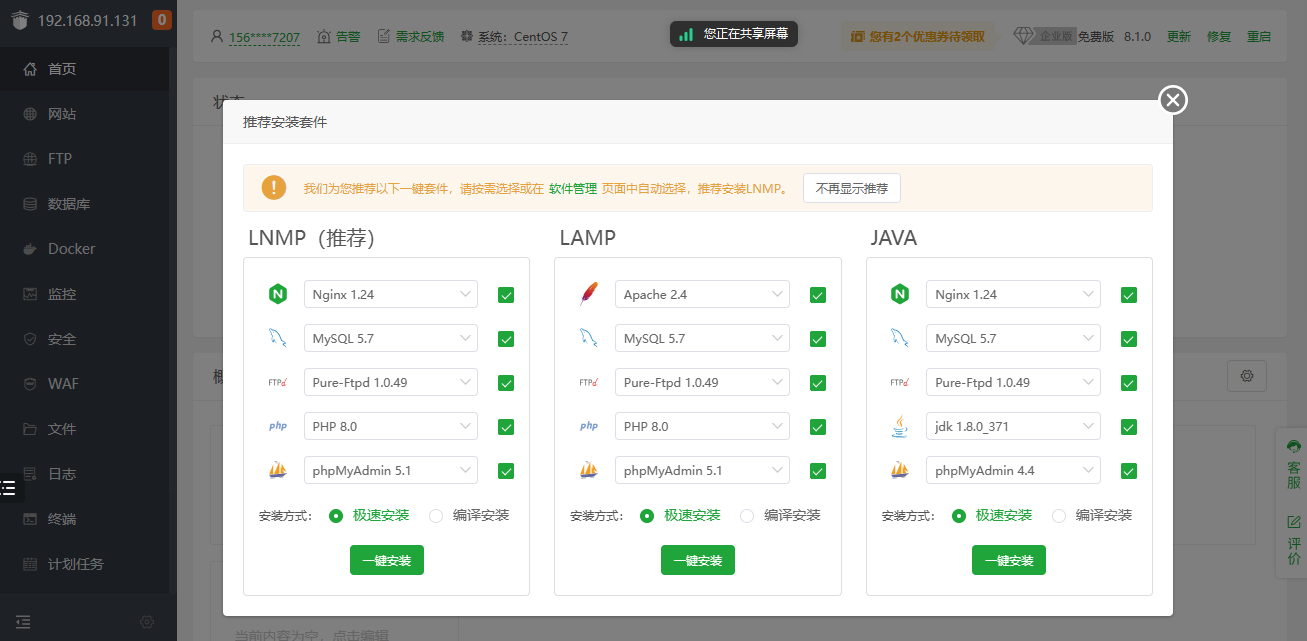 192.168.91.131 0
156****7207 告警 需求反馈 系统: CentOS 7 您正在共享屏幕 您有2个优惠券待领取 企业版 免费版 8.1.0 更新 修复 重启
首页
网站
FTP
数据库
Docker
监控
安全
WAF
文件
日志
终端
计划任务
推荐安装套件
我们为您推荐以下一键套件，请按需选择或在 软件管理 页面中自动选择，推荐安装LNMP。 不再显示推荐
LNMP（推荐）
Nginx 1.24
MySQL 5.7
FTPd Pure-Ftpd 1.0.49
php PHP 8.0
phpMyAdmin 5.1
安装方式: 极速安装 编译安装
一键安装
LAMP
Apache 2.4
MySQL 5.7
FTPd Pure-Ftpd 1.0.49
php PHP 8.0
phpMyAdmin 5.1
安装方式: 极速安装 编译安装
一键安装
JAVA
Nginx 1.24
MySQL 5.7
FTPd Pure-Ftpd 1.0.49
jdk 1.8.0_371
phpMyAdmin 4.4
安装方式: 极速安装 编译安装
一键安装
客服
评价
当前内容为空，点击编辑